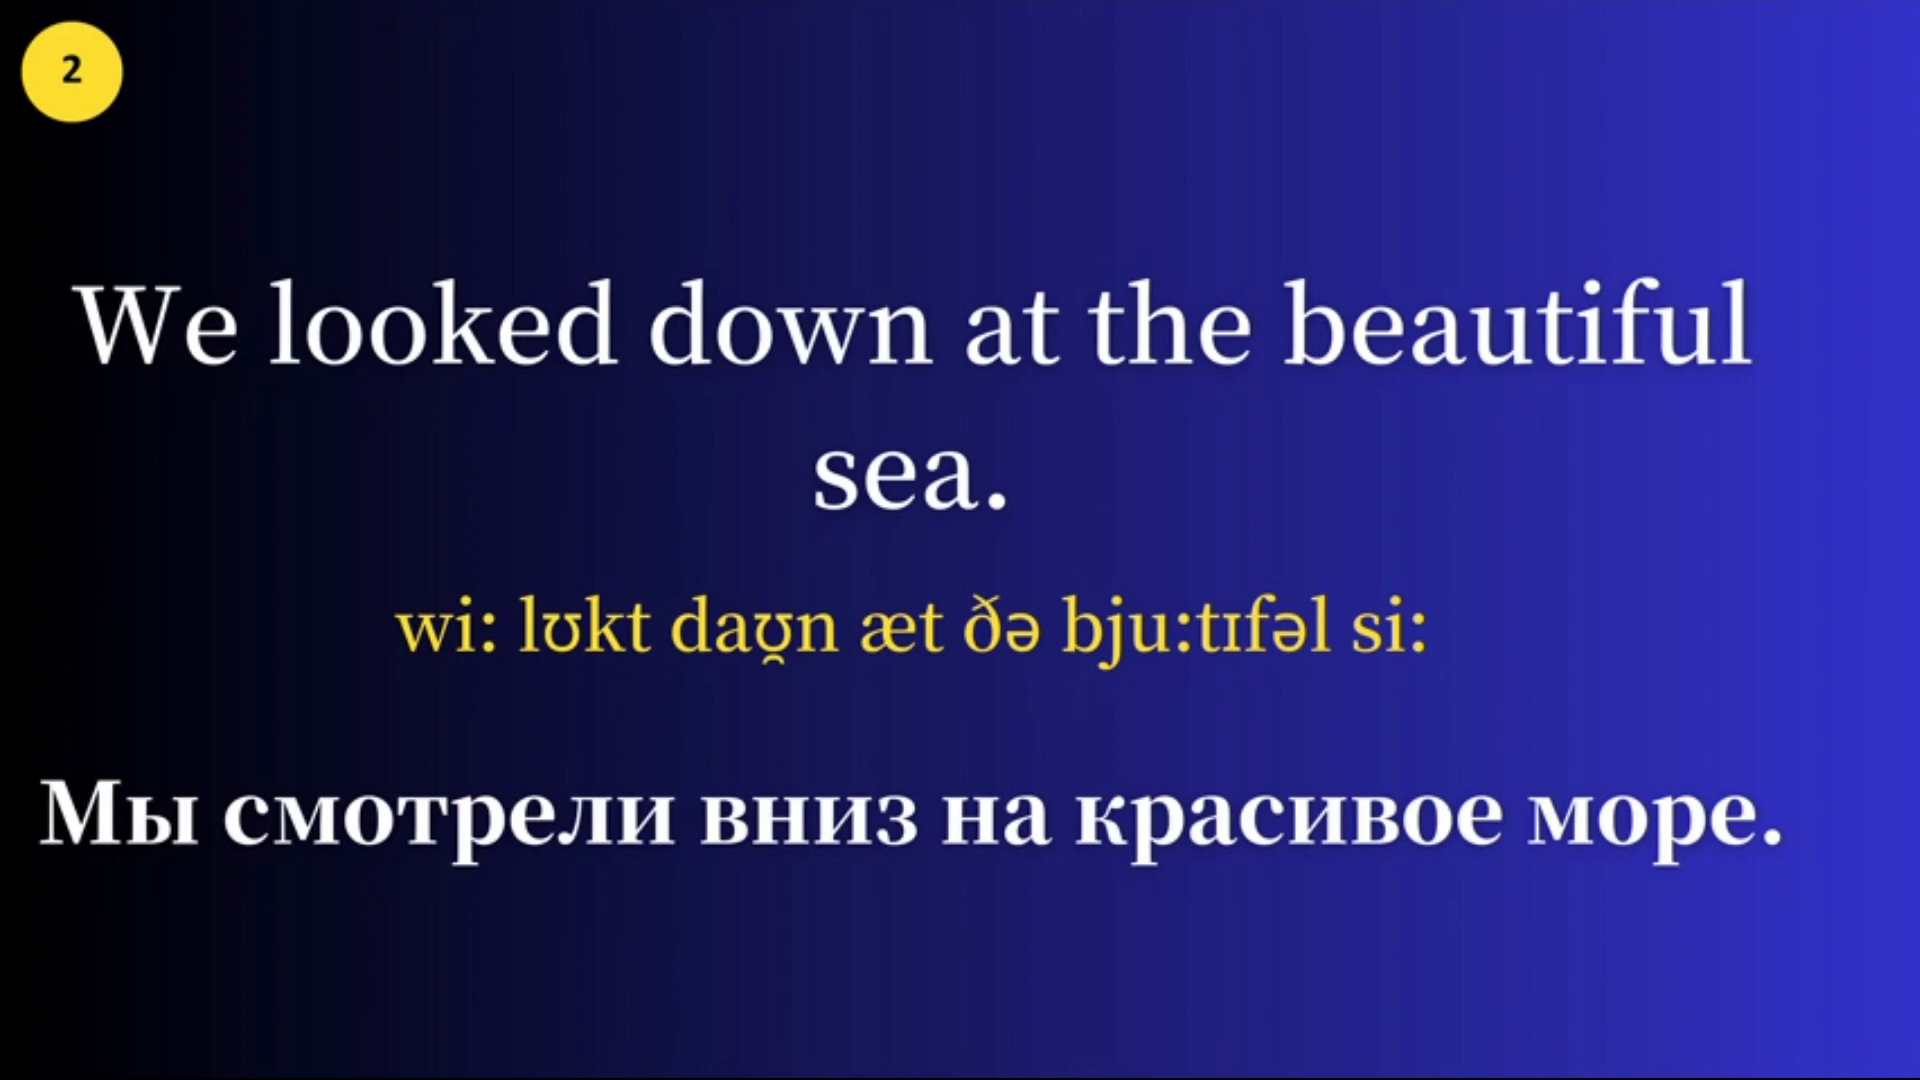 2
We looked down at the beautiful
sea.
wi: lʊkt daʊ̯n æt ðə bju:tɪfəl si:
Мы смотрели вниз на красивое море.